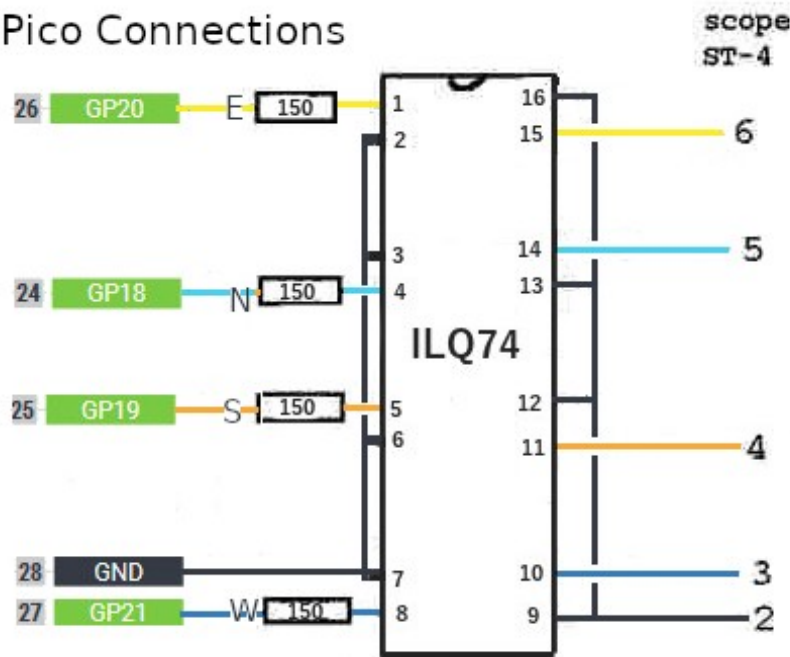 Pico Connections
scope
ST-4
26 GP20 E 150 1 16
2 15 6
3 14 5
24 GP18 N 150 4 13
ILQ74
25 GP19 S 150 5 12
6 11 4
28 GND 7 10 3
27 GP21 W 150 8 9 2